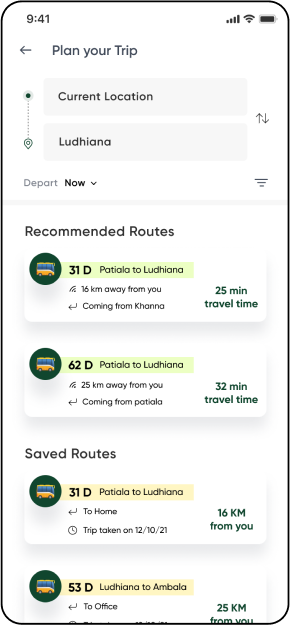 9:41
Plan your Trip
Current Location
Ludhiana
Depart Now
Recommended Routes
31 D Patiala to Ludhiana
16 km away from you
Coming from Khanna
25 min
travel time
62 D Patiala to Ludhiana
25 km away from you
Coming from patiala
32 min
travel time
Saved Routes
31 D Patiala to Ludhiana
To Home
Trip taken on 12/10/21
16 KM
from you
53 D Ludhiana to Ambala
To Office
25 KM
from you